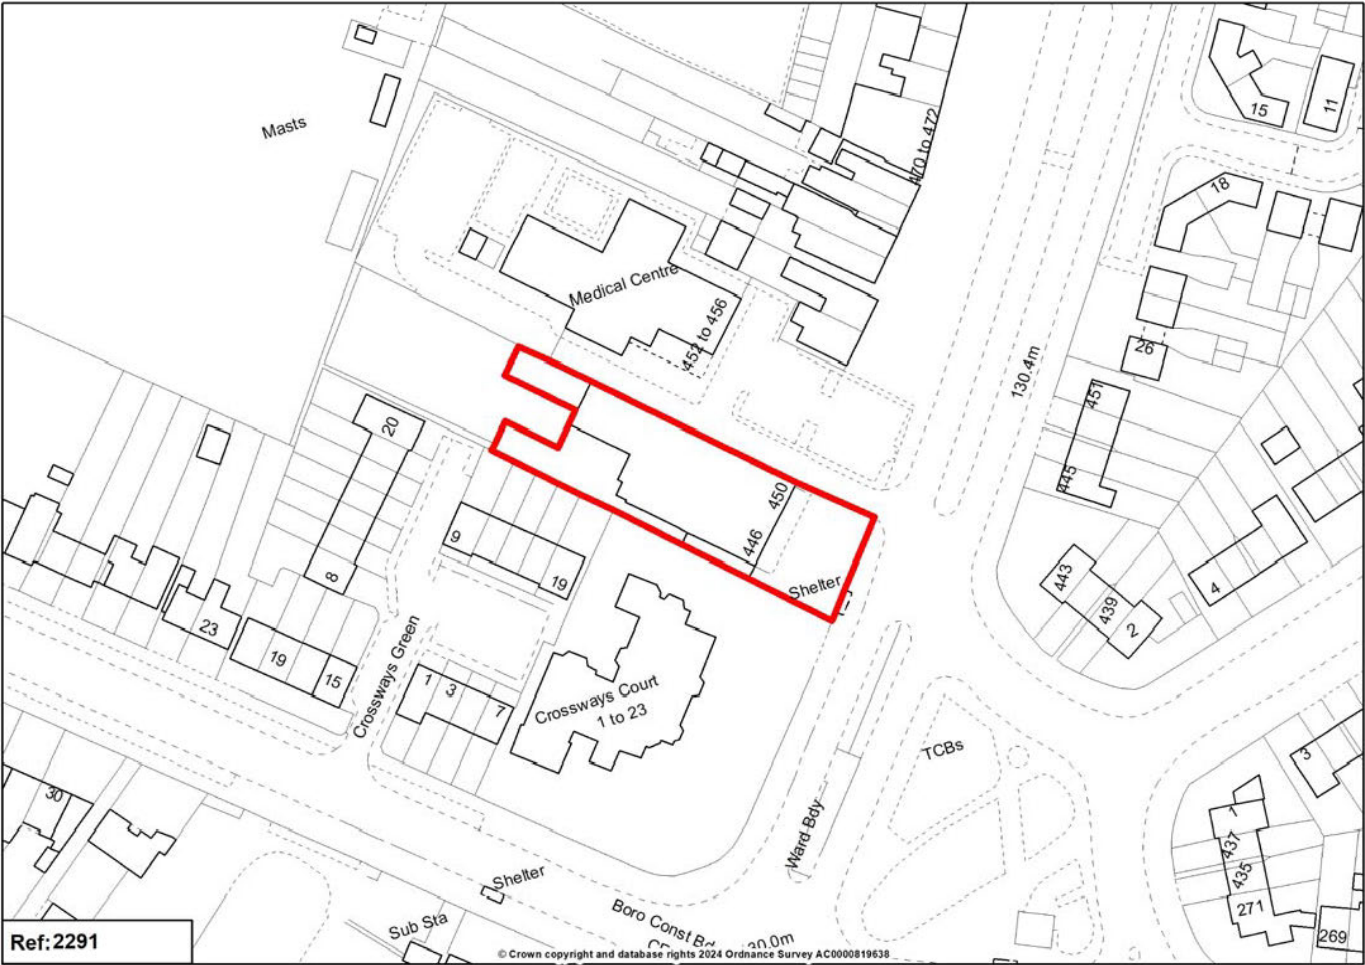 15
11
Masts
470 to 472
18
Medical Centre
452 to 456
130.4m
26
451
20
445
450
9
446
443
4
8
19
Shelter
439
2
23
19
15
Crossways Green
1
3
7
Crossways Court
1 to 23
TCBs
3
30
Ward Bdy
1
437
435
Shelter
271
Boro Const Bd
Sub Sta
30.0m
269
Ref:2291
© Crown copyright and database rights 2024 Ordnance Survey AC0000819638